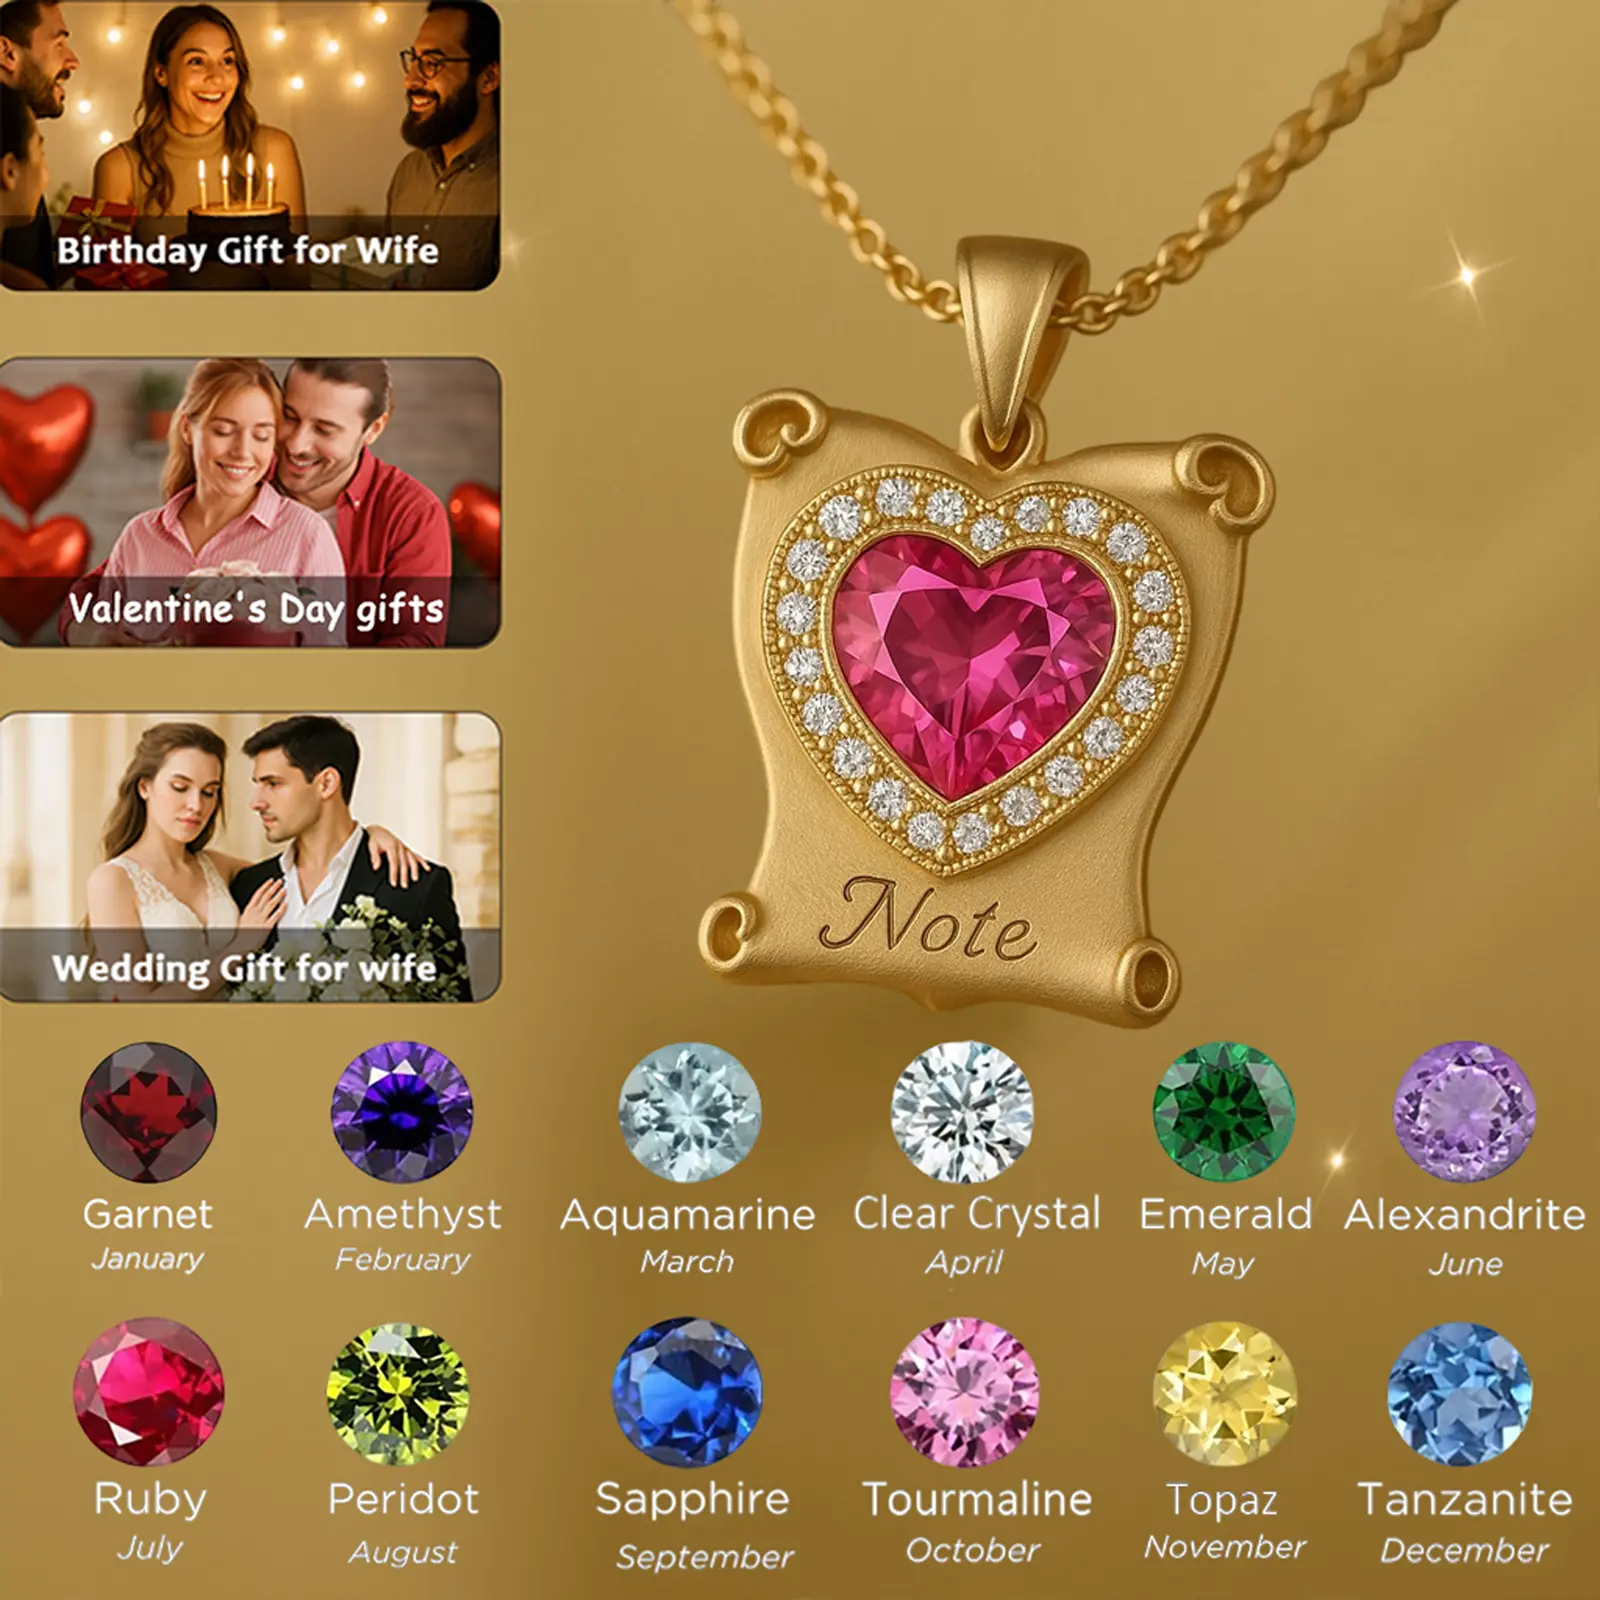 Birthday Gift for Wife
Valentine's Day gifts
Wedding Gift for wife
Note
Garnet
January
Amethyst
February
Aquamarine
March
Clear Crystal
April
Emerald
May
Alexandrite
June
Ruby
July
Peridot
August
Sapphire
September
Tourmaline
October
Topaz
November
Tanzanite
December